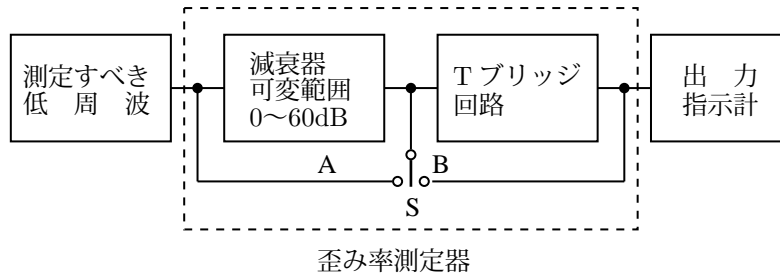 測定すべき
低 周 波
減衰器
可変範囲
0〜60dB
T ブリッジ
回路
出 力
指示計
A
B
S
歪み率測定器